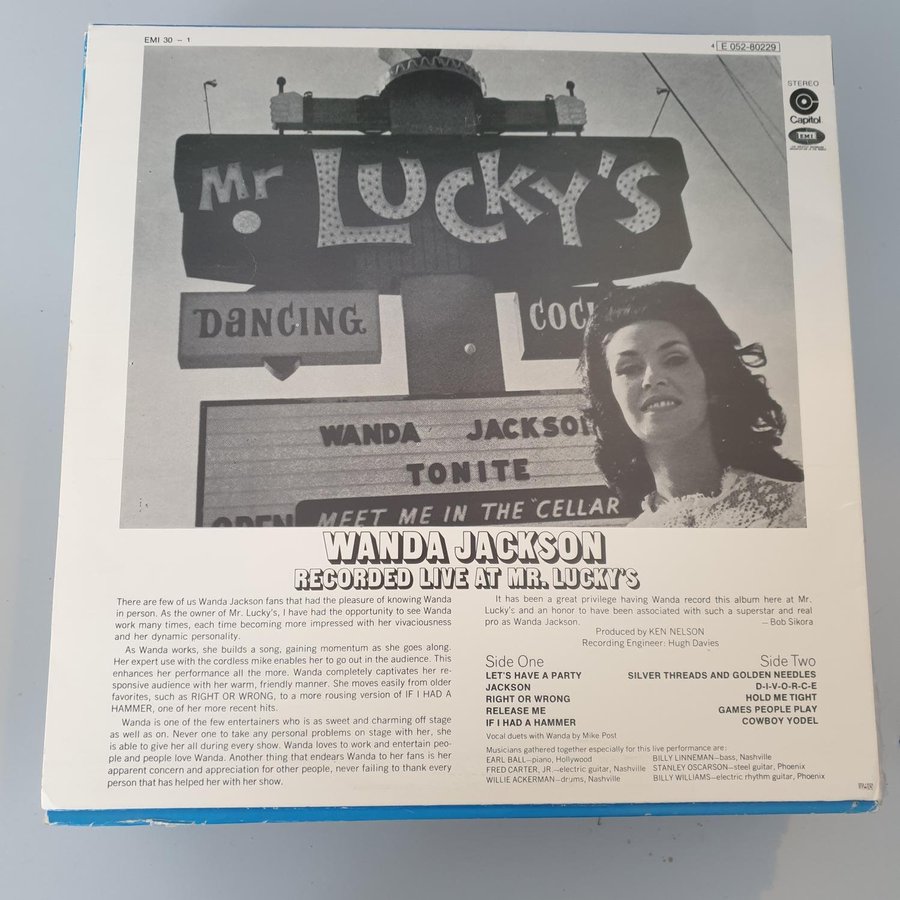 EMI 30 – 1
4 E 052-80229
STEREO
Capitol
EMI
Mr LUCKY'S
DANCING
COC
WANDA JACKSON
TONITE
OPEN MEET ME IN THE "CELLAR
WANDA JACKSON
RECORDED LIVE AT MR. LUCKY'S
There are few of us Wanda Jackson fans that had the pleasure of knowing Wanda
in person. As the owner of Mr. Lucky's, I have had the opportunity to see Wanda
work many times, each time becoming more impressed with her vivaciousness
and her dynamic personality.
As Wanda works, she builds a song, gaining momentum as she goes along.
Her expert use with the cordless mike enables her to go out in the audience. This
enhances her performance all the more. Wanda completely captivates her re-
sponsive audience with her warm, friendly manner. She moves easily from older
favorites, such as RIGHT OR WRONG, to a more rousing version of IF I HAD A
HAMMER, one of her more recent hits.
Wanda is one of the few entertainers who is as sweet and charming off stage
as well as on. Never one to take any personal problems on stage with her, she
is able to give her all during every show. Wanda loves to work and entertain peo-
ple and people love Wanda. Another thing that endears Wanda to her fans is her
apparent concern and appreciation for other people, never failing to thank every
person that has helped her with her show.
It has been a great privilege having Wanda record this album here at Mr.
Lucky's and an honor to have been associated with such a superstar and real
pro as Wanda Jackson. – Bob Sikora
Produced by KEN NELSON
Recording Engineer: Hugh Davies
Side One
LET'S HAVE A PARTY
JACKSON
RIGHT OR WRONG
RELEASE ME
IF I HAD A HAMMER
Side Two
SILVER THREADS AND GOLDEN NEEDLES
D-I-V-O-R-C-E
HOLD ME TIGHT
GAMES PEOPLE PLAY
COWBOY YODEL
Vocal duets with Wanda by Mike Post
Musicians gathered together especially for this live performance are:
EARL BALL–piano, Hollywood
FRED CARTER, JR.–electric guitar, Nashville
WILLIE ACKERMAN–drums, Nashville
BILLY LINNEMAN–bass, Nashville
STANLEY OSCARSON–steel guitar, Phoenix
BILLY WILLIAMS–electric rhythm guitar, Phoenix